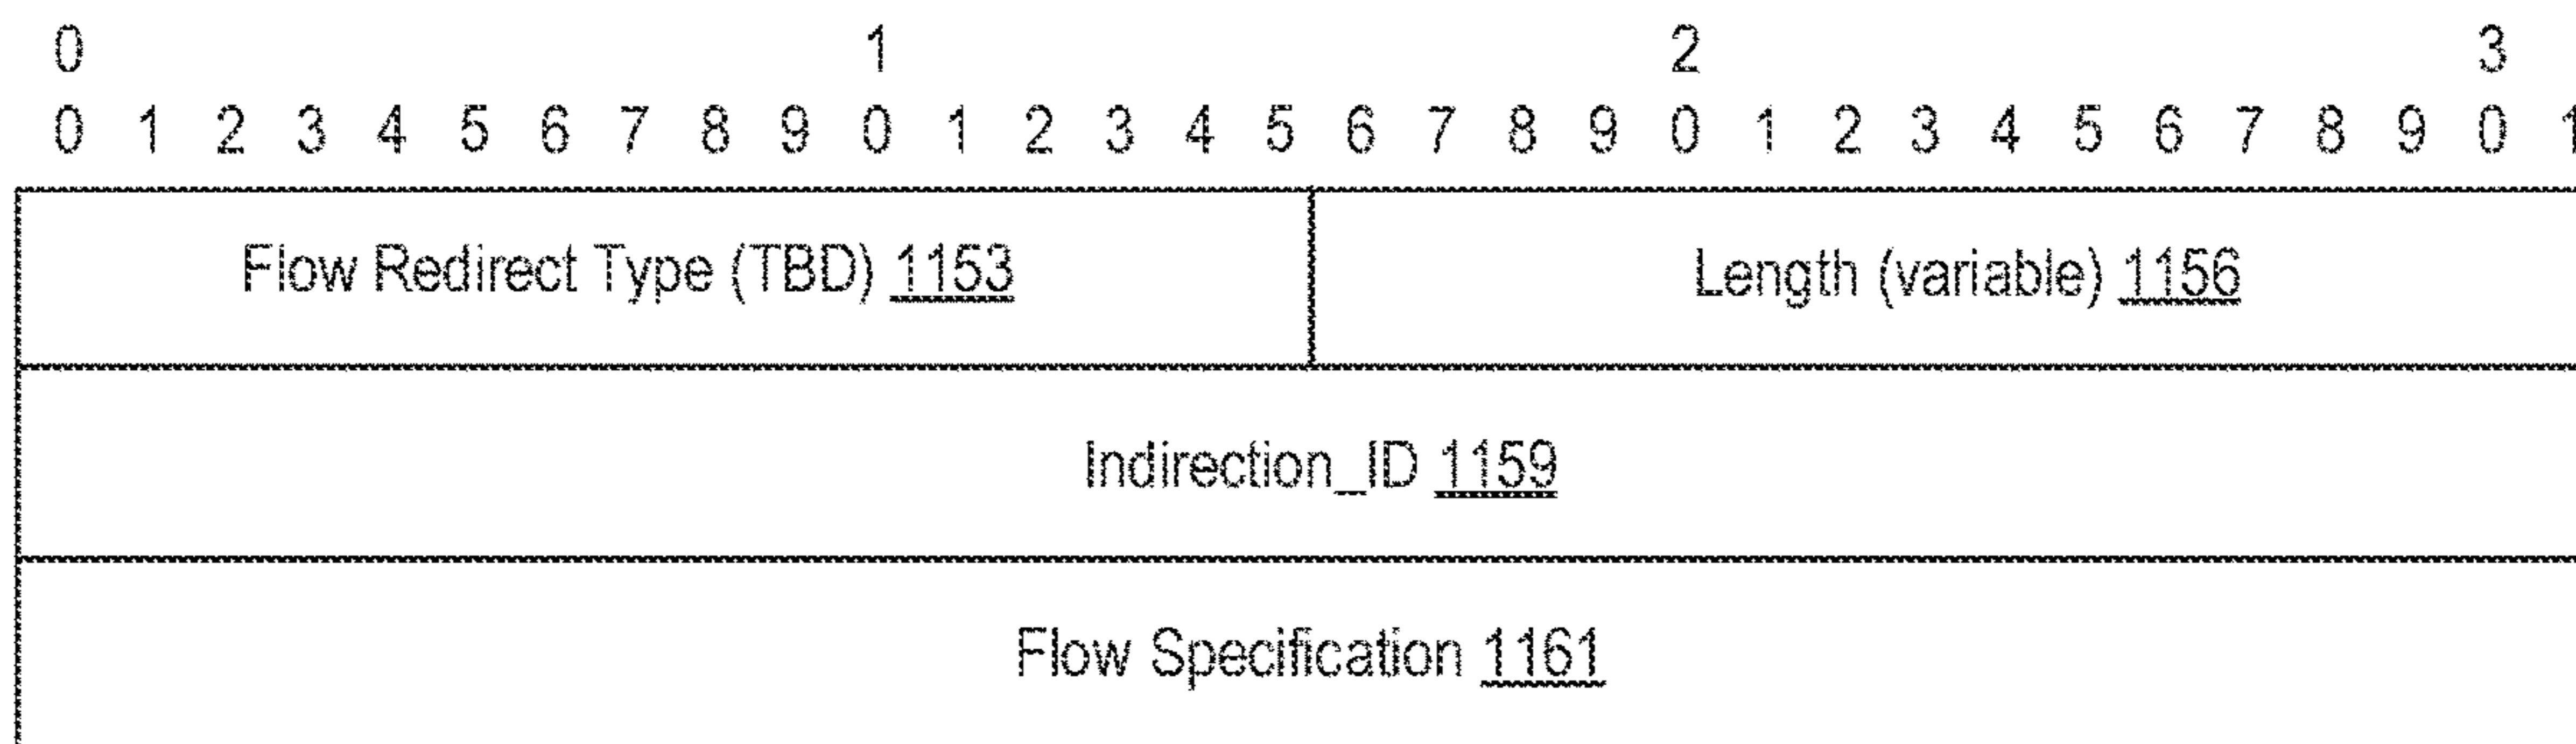 0 1 2 3
0 1 2 3 4 5 6 7 8 9 0 1 2 3 4 5 6 7 8 9 0 1 2 3 4 5 6 7 8 9 0 1
Flow Redirect Type (TBD) 1153 Length (variable) 1156
Indirection_ID 1159
Flow Specification 1161